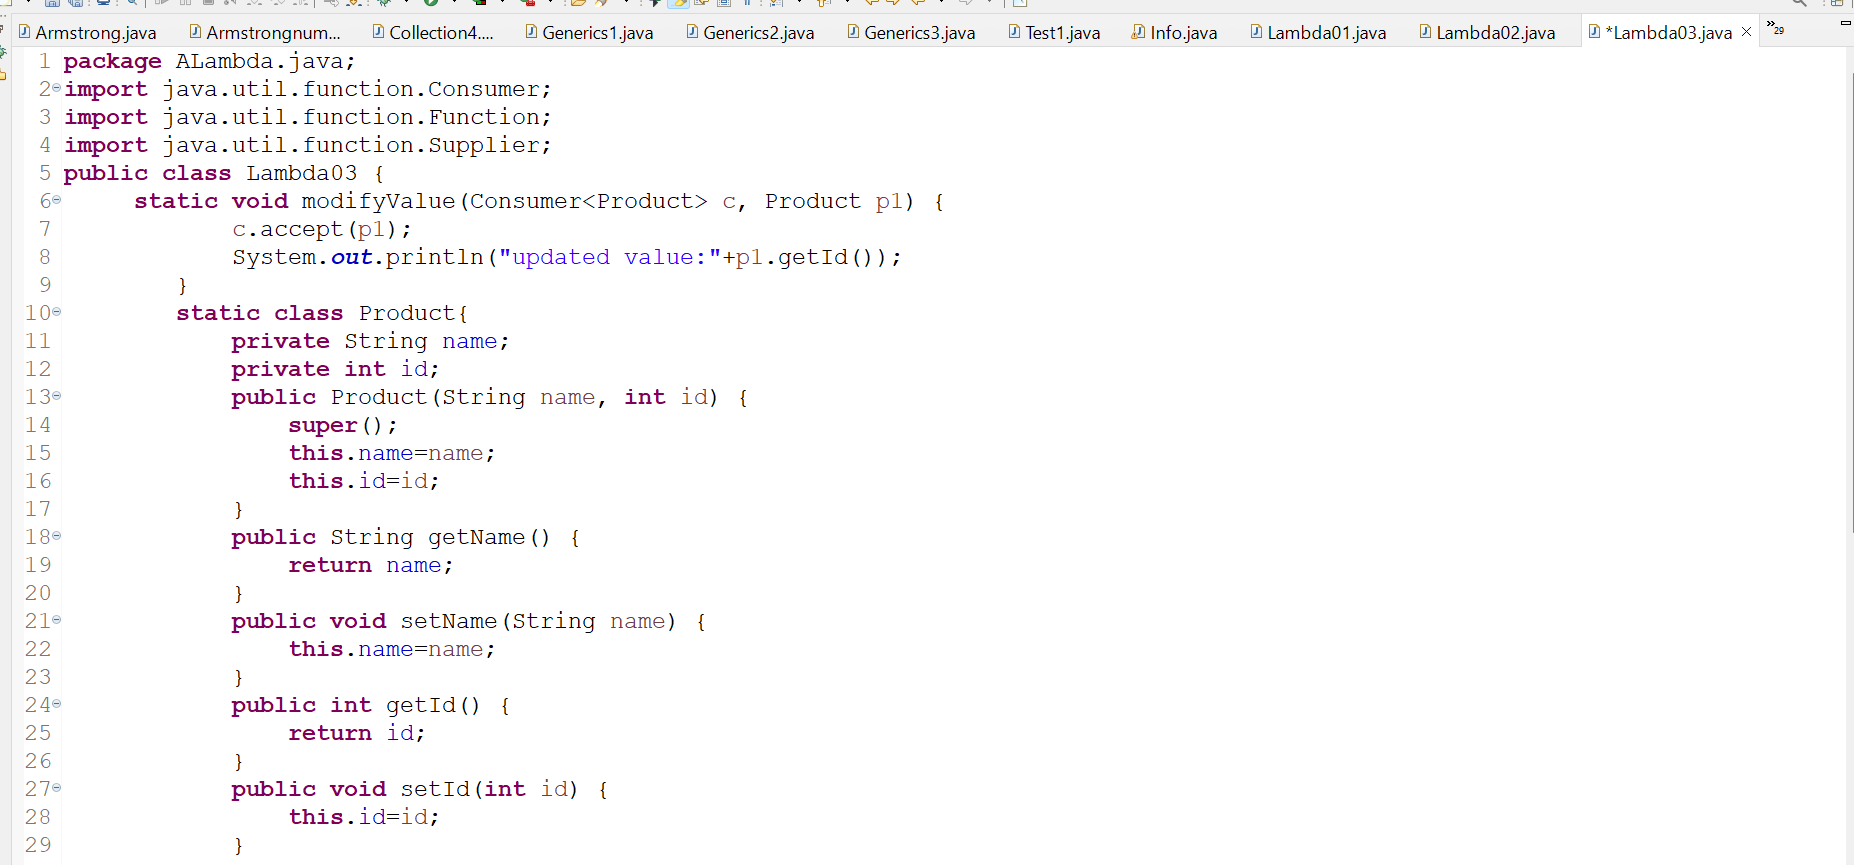 Armstrong.java Armstrongnum... Collection4.... Generics1.java Generics2.java Generics3.java Test1.java Info.java Lambda01.java Lambda02.java *Lambda03.java 29
1 package ALambda.java;
2 import java.util.function.Consumer;
3 import java.util.function.Function;
4 import java.util.function.Supplier;
5 public class Lambda03 {
6 static void modifyValue(Consumer<Product> c, Product p1) {
7 c.accept(p1);
8 System.out.println("updated value:"+p1.getId());
9 }
10 static class Product{
11 private String name;
12 private int id;
13 public Product(String name, int id) {
14 super();
15 this.name=name;
16 this.id=id;
17 }
18 public String getName() {
19 return name;
20 }
21 public void setName(String name) {
22 this.name=name;
23 }
24 public int getId() {
25 return id;
26 }
27 public void setId(int id) {
28 this.id=id;
29 }